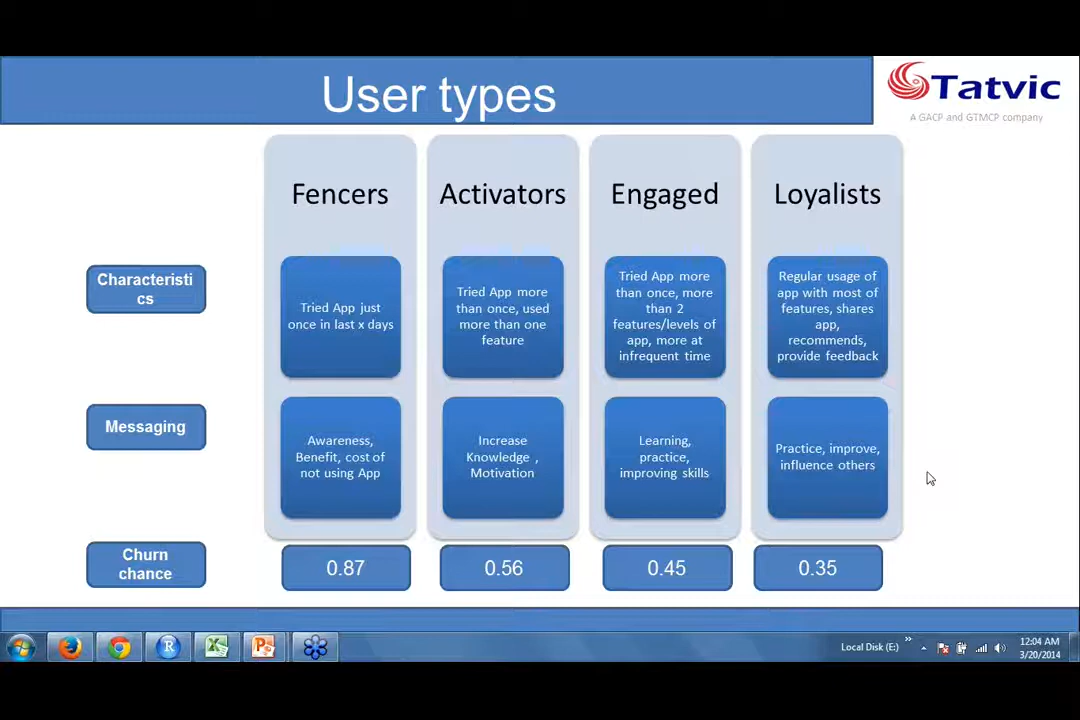 User types
Tatvic
A GACP and GTMCP company
Fencers
Activators
Engaged
Loyalists
Characteristi
cs
Tried App just
once in last x days
Tried App more
than once, used
more than one
feature
Tried App more
than once, more
than 2
features/levels of
app, more at
infrequent time
Regular usage of
app with most of
features, shares
app,
recommends,
provide feedback
Messaging
Awareness,
Benefit, cost of
not using App
Increase
Knowledge ,
Motivation
Learning,
practice,
improving skills
Practice, improve,
influence others
Churn
chance
0.87
0.56
0.45
0.35
R
X
P
Local Disk (E:)
»
12:04 AM
3/20/2014